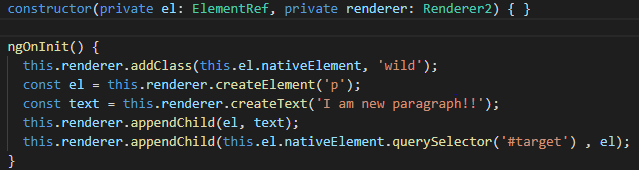 constructor(private el: ElementRef, private renderer: Renderer2) { }
ngOnInit() {
this.renderer.addClass(this.el.nativeElement, 'wild');
const el = this.renderer.createElement('p');
const text = this.renderer.createText('I am new paragraph!!');
this.renderer.appendChild(el, text);
this.renderer.appendChild(this.el.nativeElement.querySelector('#target') , el);
}